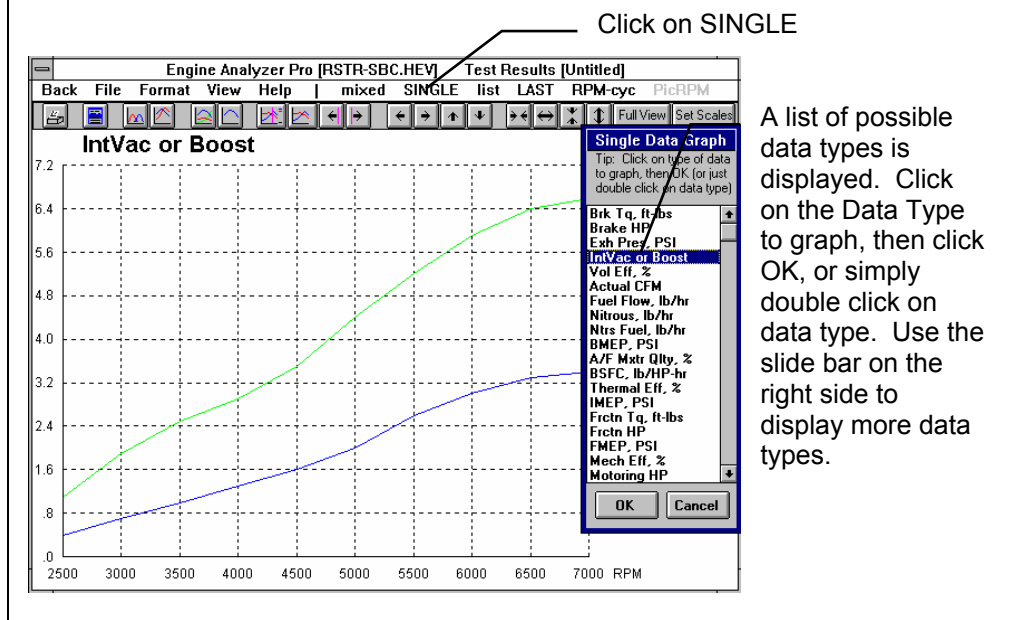 Click on SINGLE
Engine Analyzer Pro [RSTR-SBC.HEV] Test Results [Untitled]
Back File Format View Help | mixed SINGLE list LAST RPM-cyc PicRPM
Full View Set Scales
IntVac or Boost
7.2
6.4
5.6
4.8
4.0
3.2
2.4
1.6
.8
.0
2500 3000 3500 4000 4500 5000 5500 6000 6500 7000 RPM
Single Data Graph
Tip: Click on type of data
to graph, then OK (or just
double click on data type)
Brk Tq, ft-lbs
Brake HP
Exh Pres, PSI
IntVac or Boost
Vol Eff, %
Actual CFM
Fuel Flow, lb/hr
Nitrous, lb/hr
Ntrs Fuel, lb/hr
BMEP, PSI
A/F Mxtr Qlty, %
BSFC, lb/HP-hr
Thermal Eff, %
IMEP, PSI
Frctn Tq, ft-lbs
Frctn HP
FMEP, PSI
Mech Eff, %
Motoring HP
OK Cancel
A list of possible
data types is
displayed. Click
on the Data Type
to graph, then click
OK, or simply
double click on
data type. Use the
slide bar on the
right side to
display more data
types.